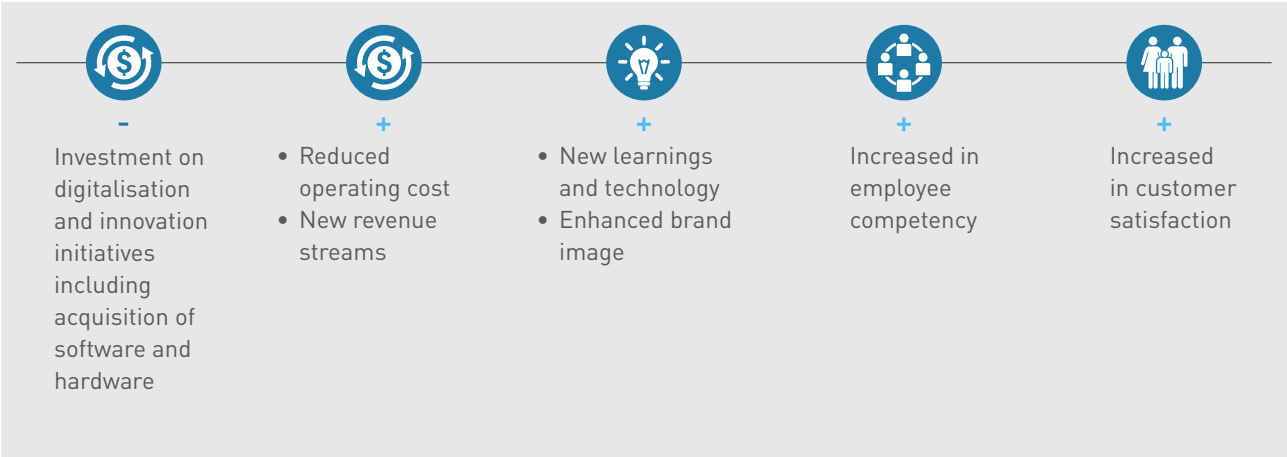 -
Investment on
digitalisation
and innovation
initiatives
including
acquisition of
software and
hardware
+
• Reduced
operating cost
• New revenue
streams
+
• New learnings
and technology
• Enhanced brand
image
+
Increased in
employee
competency
+
Increased
in customer
satisfaction